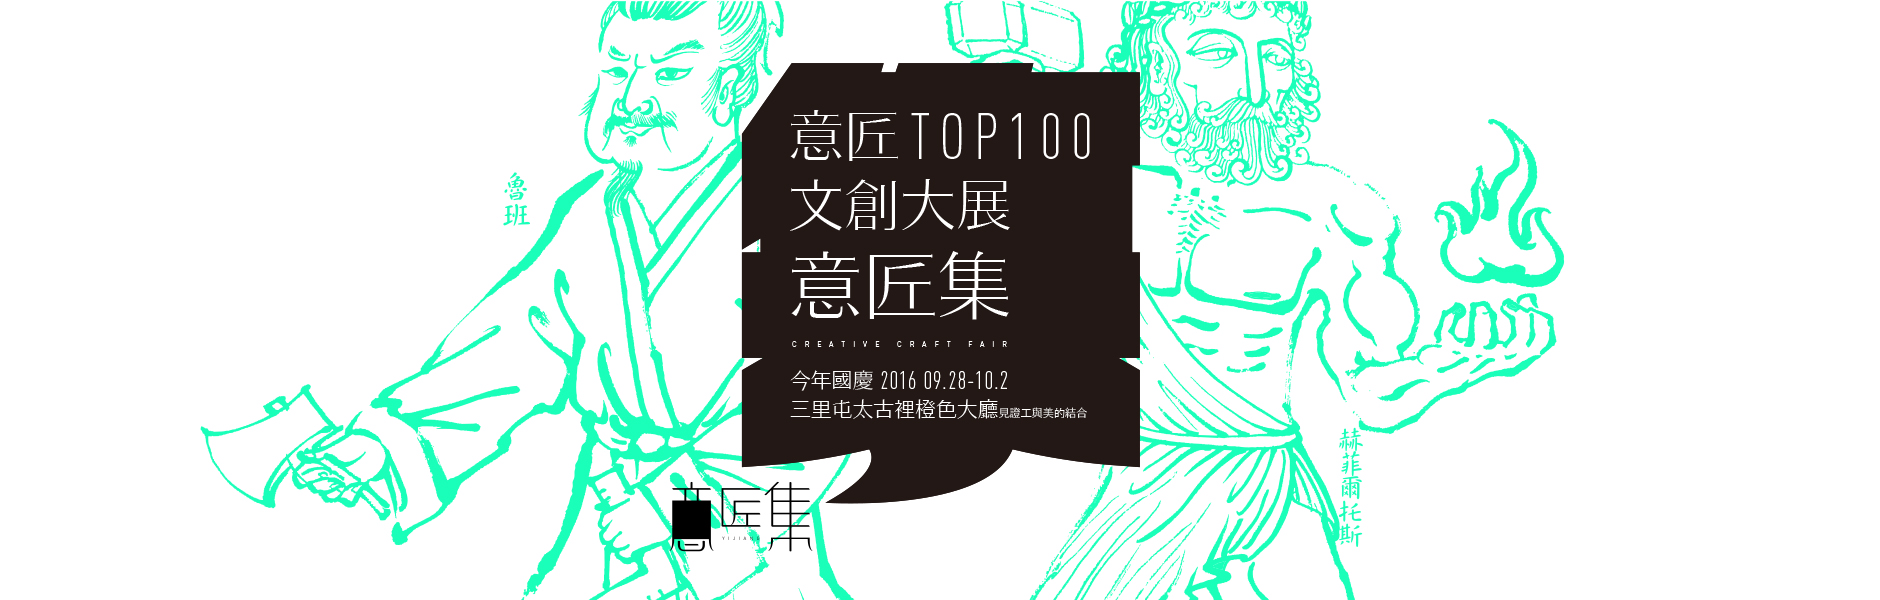 意匠TOP100
文創大展
意匠集
CREATIVE CRAFT FAIR
今年國慶 2016 09.28-10.2
三里屯太古裡橙色大廳見證工與美的結合
魯班
赫菲爾托斯
意匠集
YIJIANG